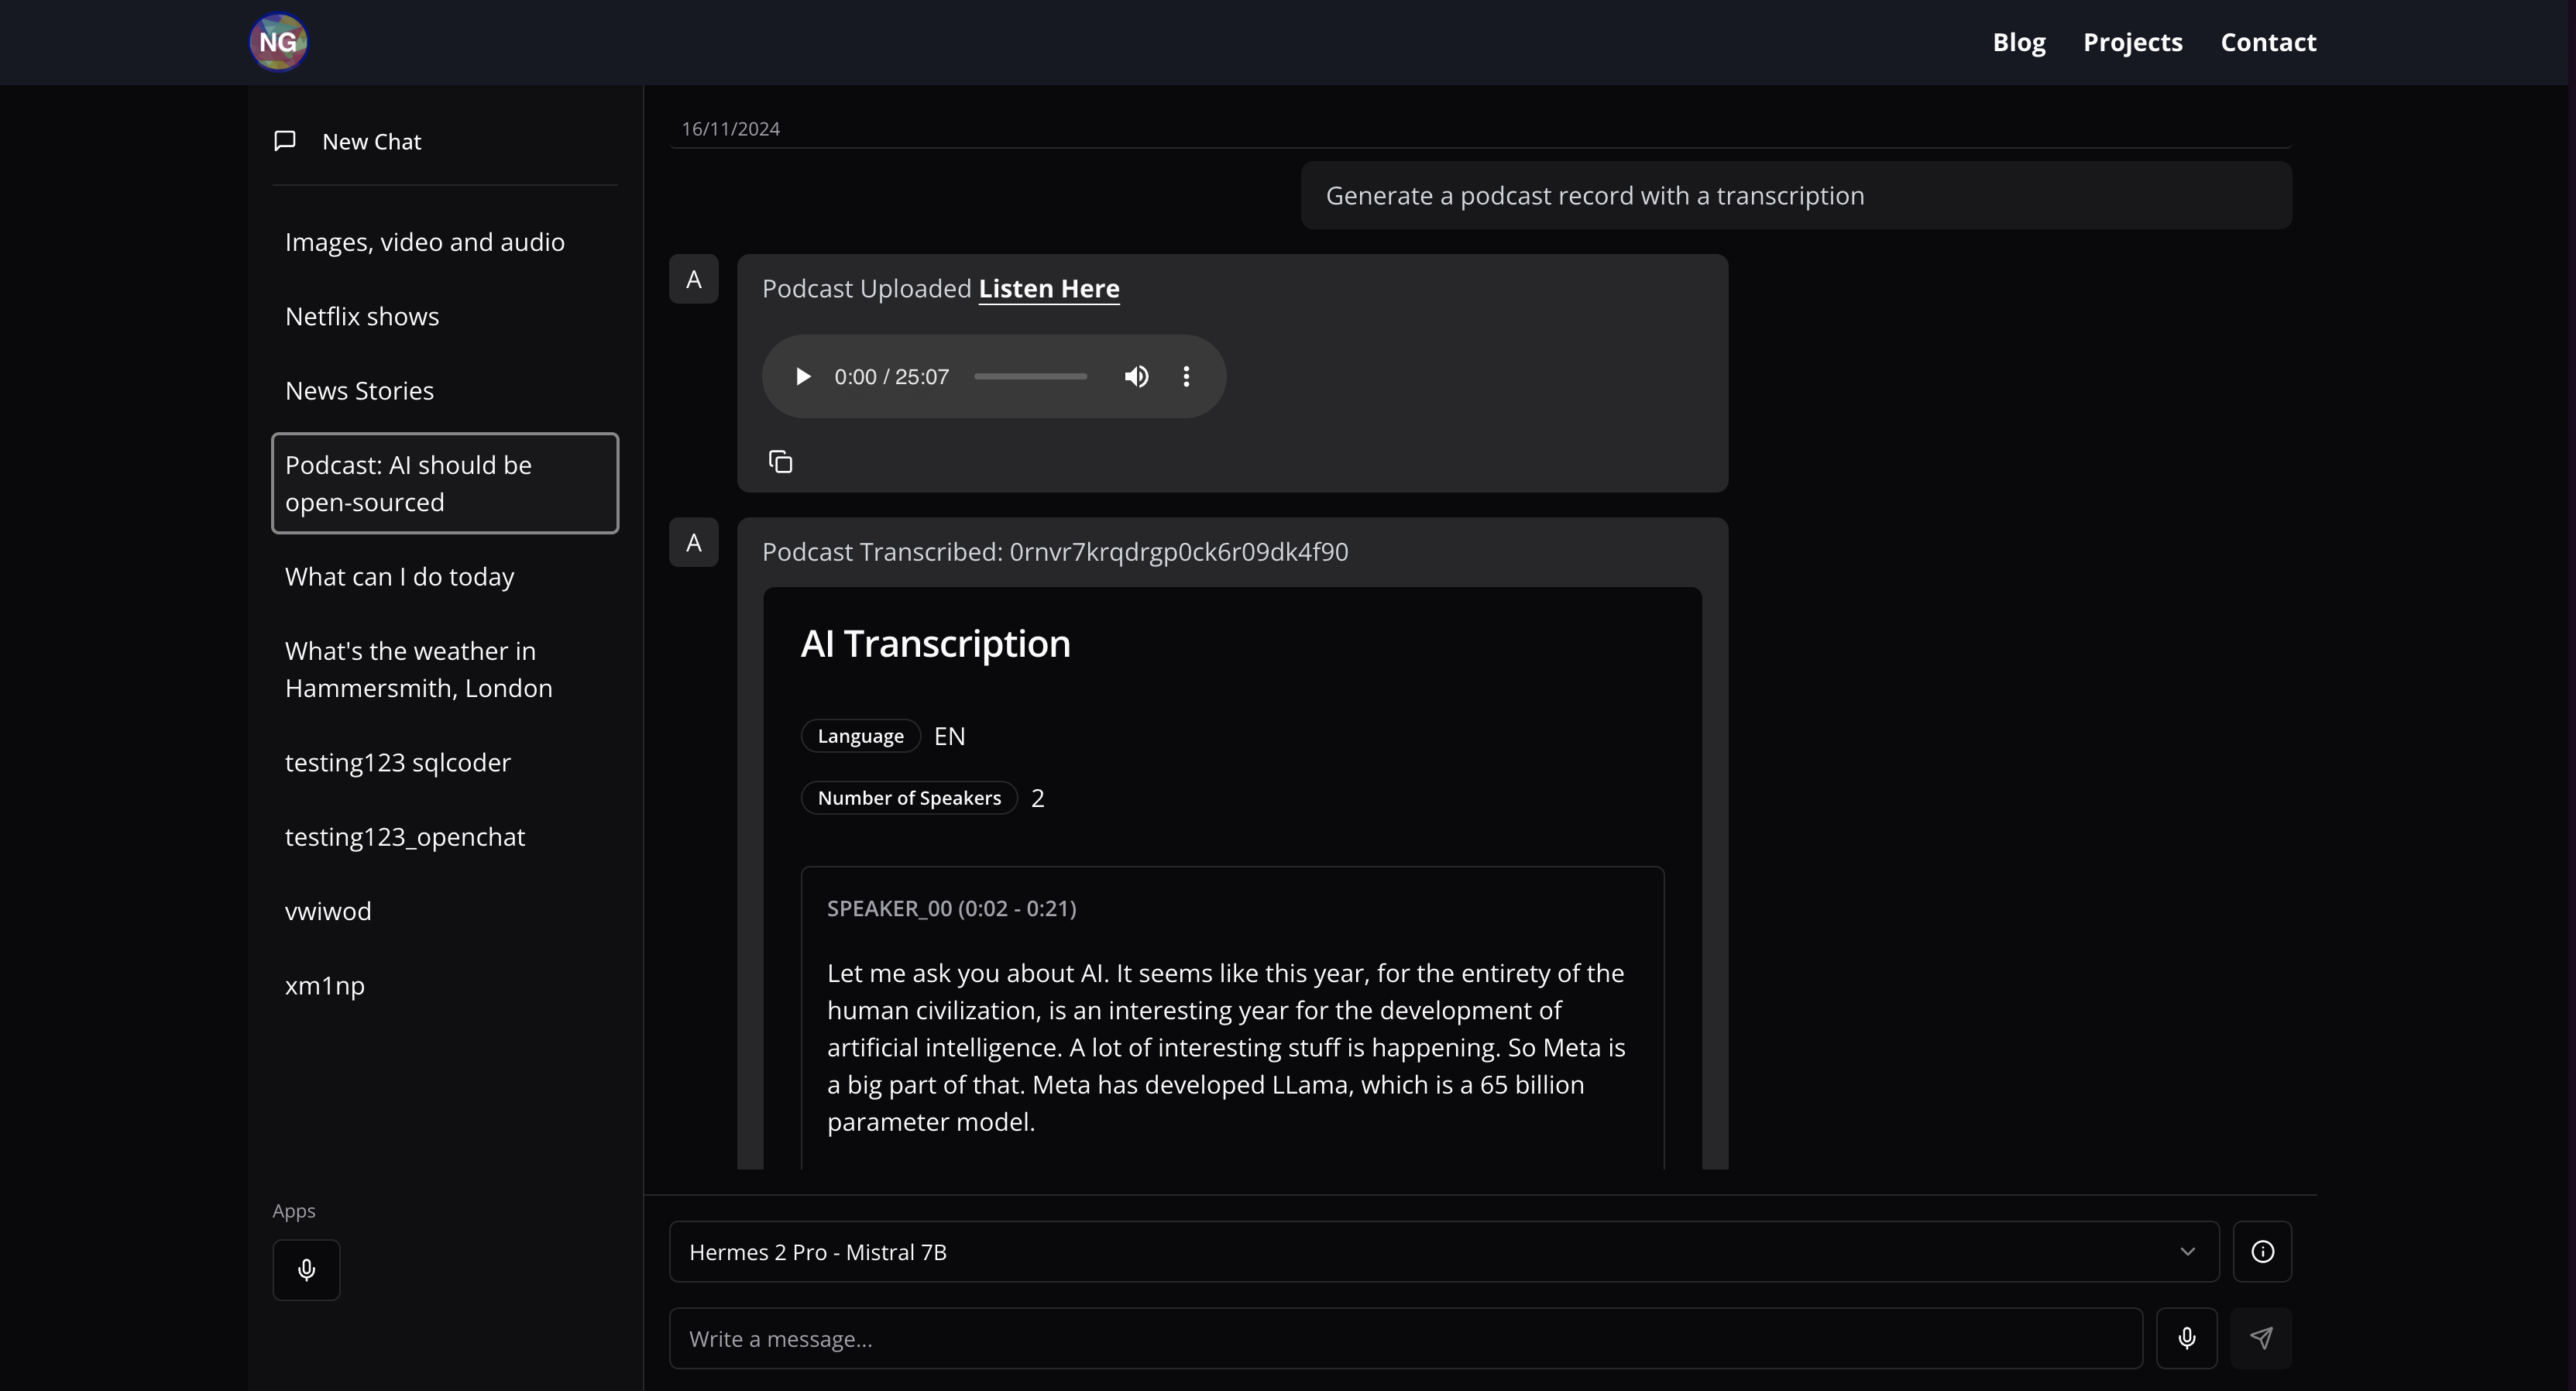 NG
Blog
Projects
Contact
New Chat
Images, video and audio
Netflix shows
News Stories
Podcast: AI should be
open-sourced
What can I do today
What's the weather in
Hammersmith, London
testing123 sqlcoder
testing123_openchat
vwiwod
xm1np
Apps
16/11/2024
Generate a podcast record with a transcription
A
Podcast Uploaded Listen Here
0:00 / 25:07
A
Podcast Transcribed: 0rnvr7krqdrgp0ck6r09dk4f90
AI Transcription
Language EN
Number of Speakers 2
SPEAKER_00 (0:02 - 0:21)
Let me ask you about AI. It seems like this year, for the entirety of the
human civilization, is an interesting year for the development of
artificial intelligence. A lot of interesting stuff is happening. So Meta is
a big part of that. Meta has developed LLama, which is a 65 billion
parameter model.
Hermes 2 Pro - Mistral 7B
Write a message...